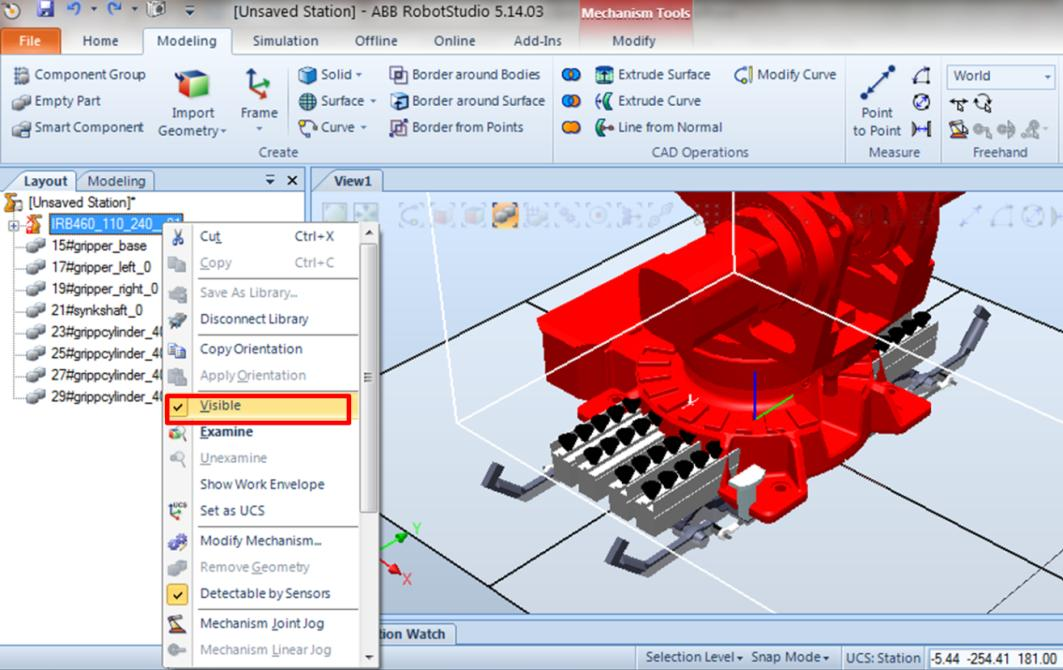 [Unsaved Station] - ABB RobotStudio 5.14.03
Mechanism Tools
File Home Modeling Simulation Offline Online Add-Ins Modify
Component Group
Empty Part
Smart Component
Import
Geometry
Frame
Solid
Surface
Curve
Border around Bodies
Border around Surface
Border from Points
Create
Extrude Surface
Extrude Curve
Line from Normal
Modify Curve
CAD Operations
Point
to Point
Measure
World
Freehand
Layout Modeling
View1
[Unsaved Station]*
IRB460_110_240_
15#gripper_base
17#gripper_left_0
19#gripper_right_0
21#synkshaft_0
23#grippcylinder_40
25#grippcylinder_40
27#grippcylinder_40
29#grippcylinder_40
Cut Ctrl+X
Copy Ctrl+C
Save As Library...
Disconnect Library
Copy Orientation
Apply Orientation
Visible
Examine
Unexamine
Show Work Envelope
UCS
Set as UCS
Modify Mechanism...
Remove Geometry
Detectable by Sensors
Mechanism Joint Jog
Mechanism Linear Jog
Y
X
tion Watch
Selection Level Snap Mode UCS: Station -5.44 -254.41 181.00